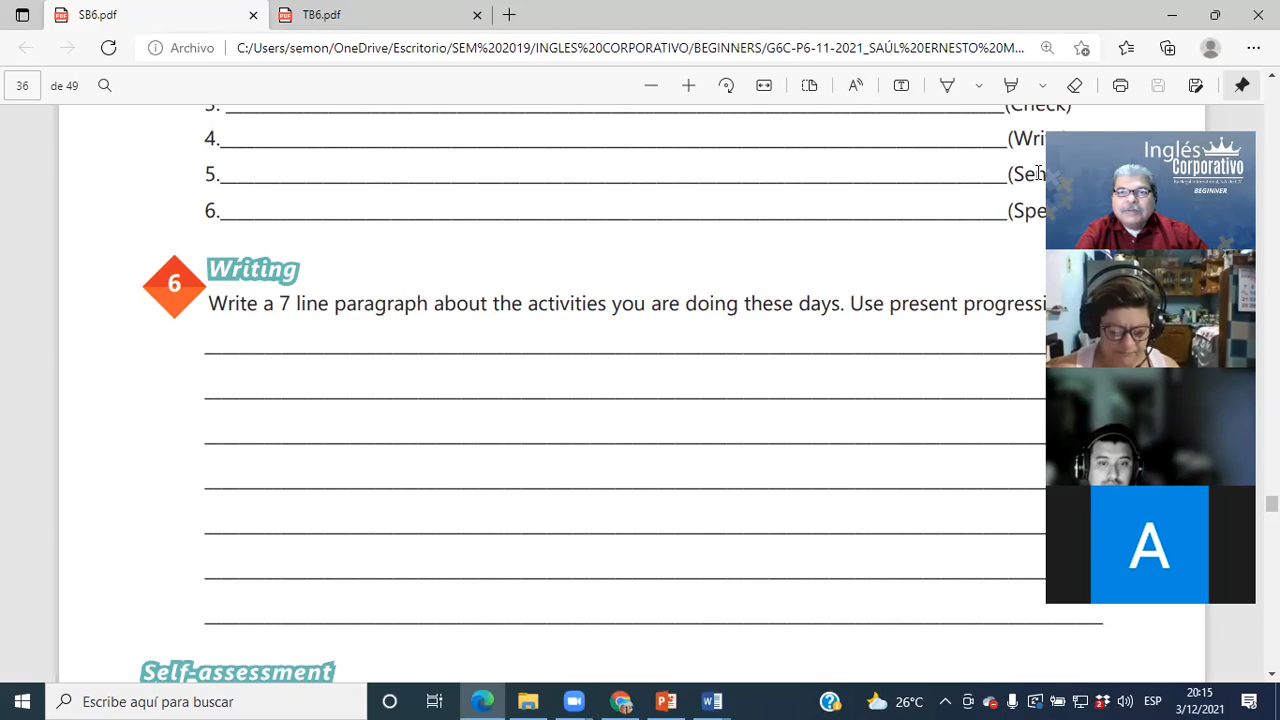 SB6.pdf
TB6.pdf
Archivo C:/Users/semon/OneDrive/Escritorio/SEM%202019/INGLES%20CORPORATIVO/BEGINNERS/G6C-P6-11-2021_SAÚL%20ERNESTO%20M...
36 de 49
(Check)
4. (Wri
5. (Sen
6. (Spe
Inglés
Corporativo
BEGINNER
6 Writing
Write a 7 line paragraph about the activities you are doing these days. Use present progressi
A
Self-assessment
Escribe aquí para buscar
26°C
ESP
20:15
3/12/2021